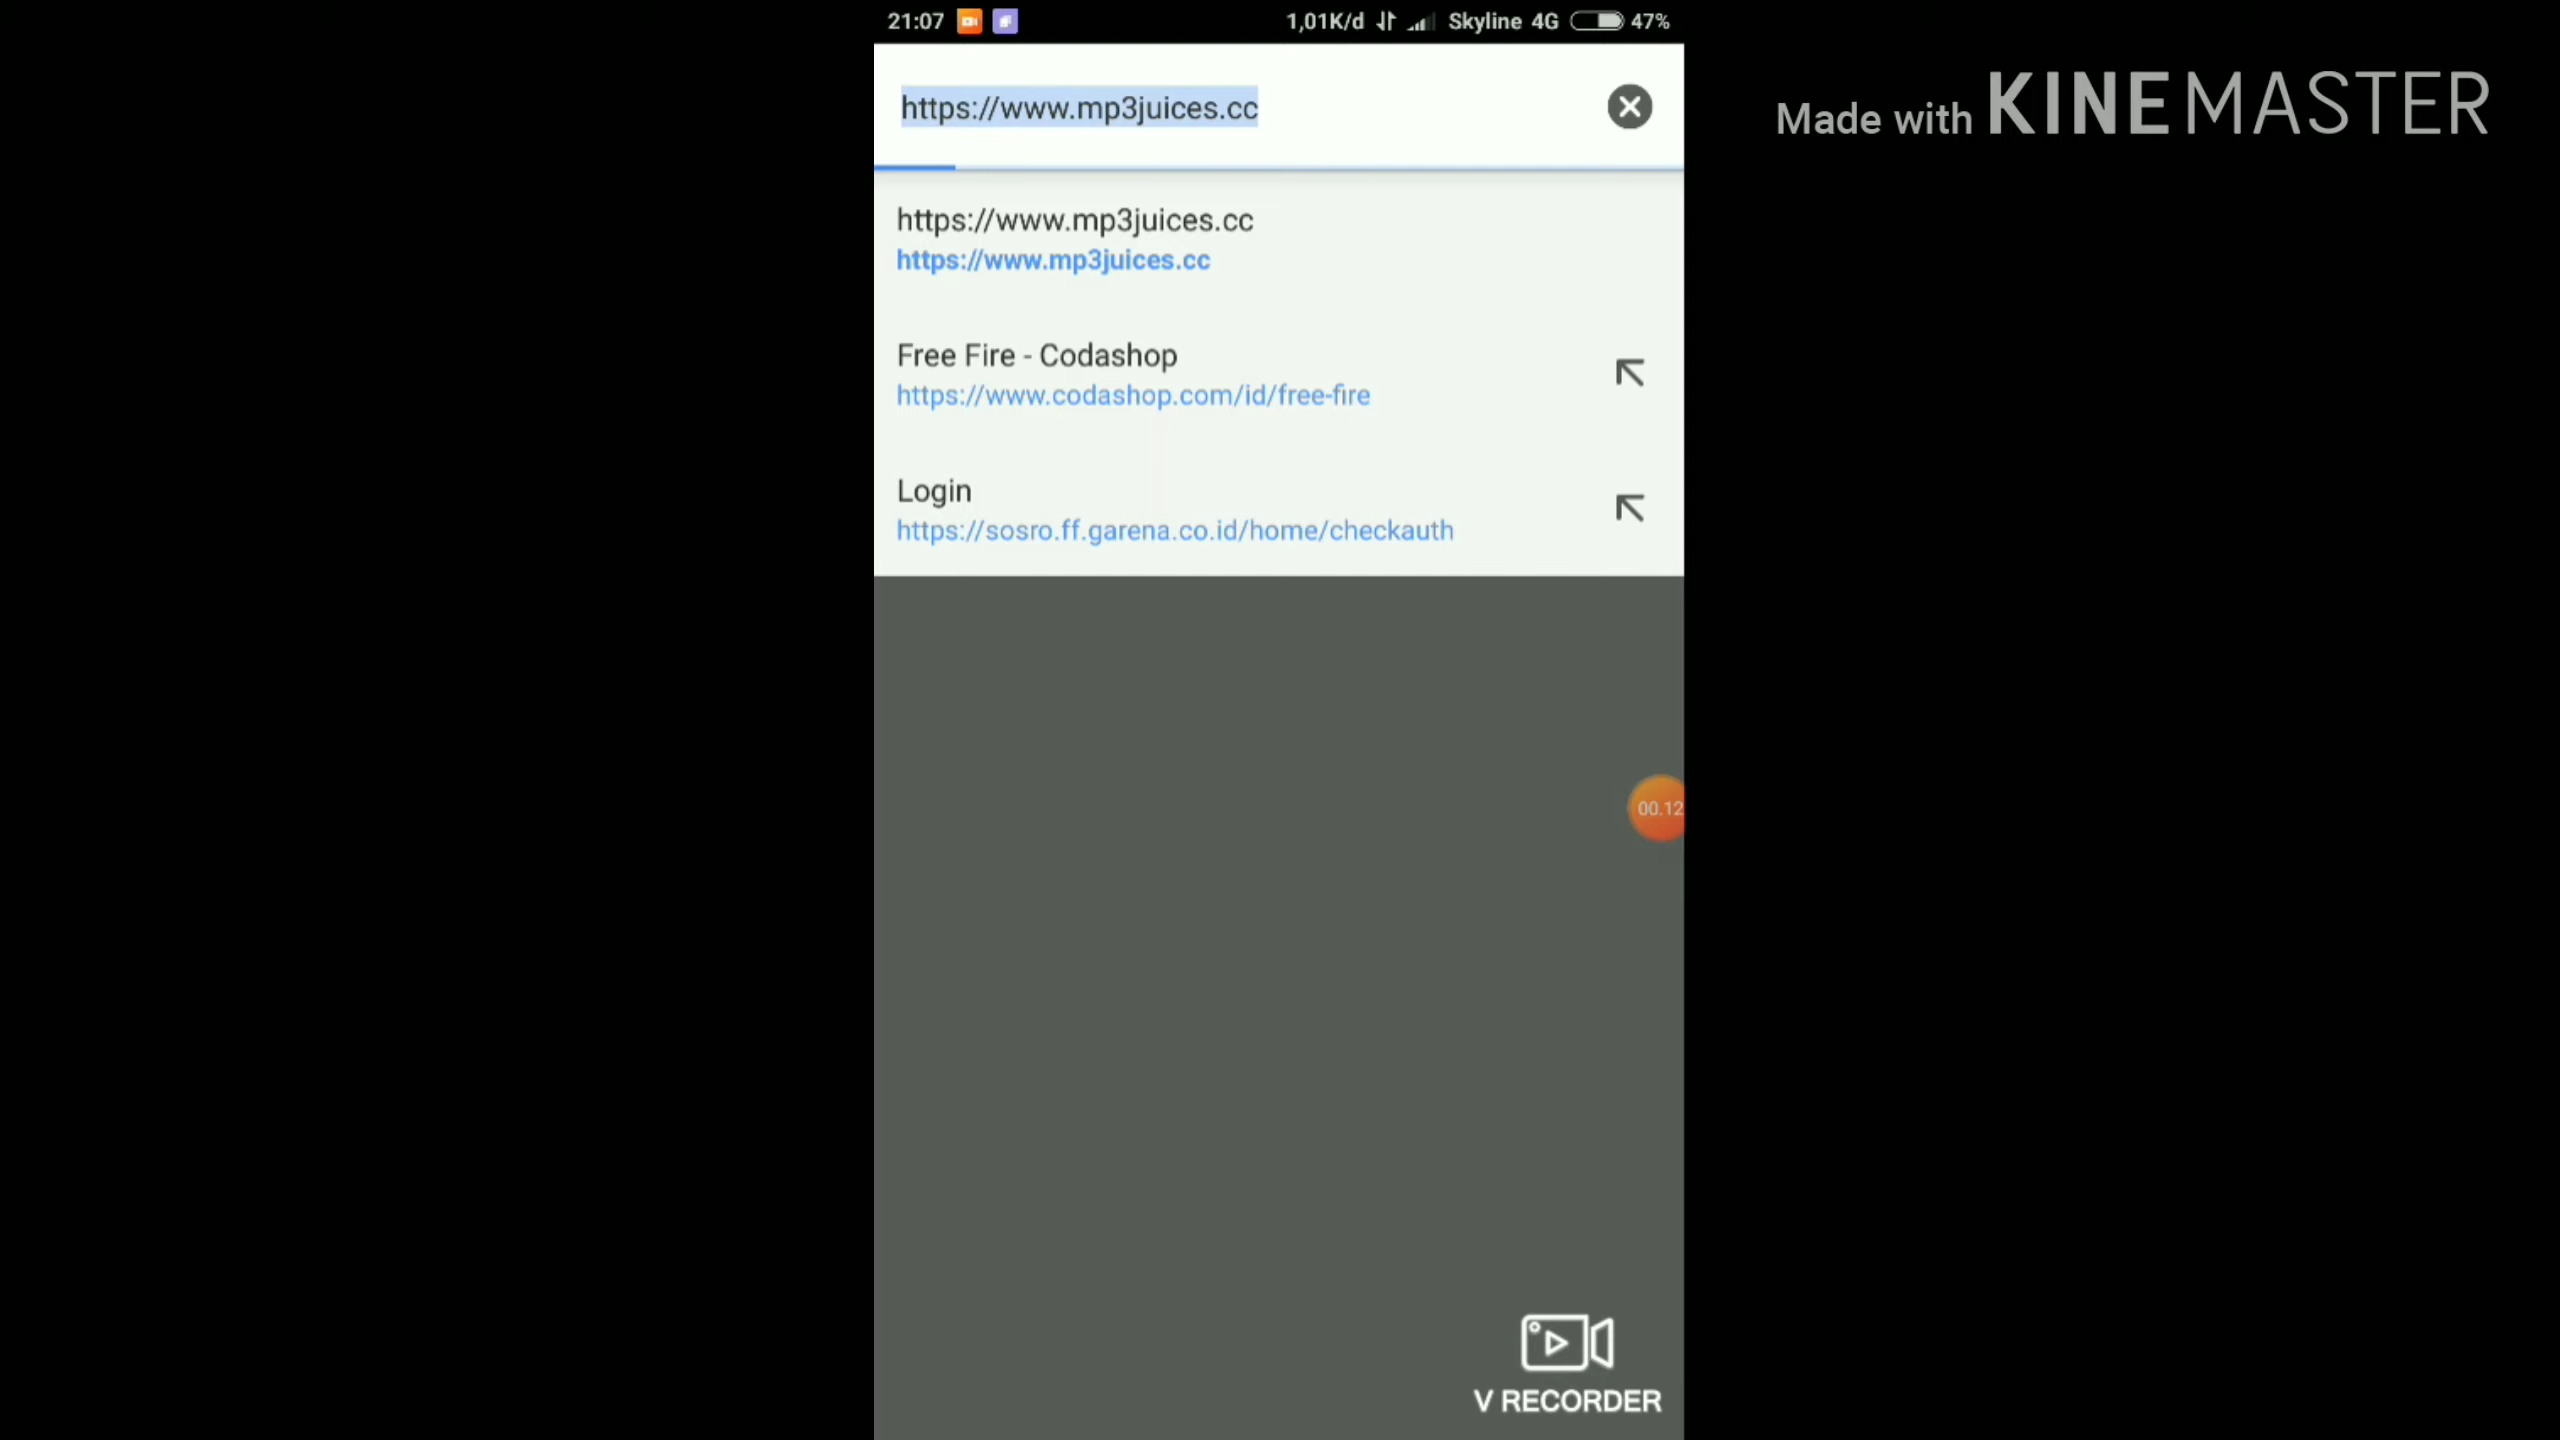 21:07
1,01K/d Skyline 4G 47%
Made with KINEMASTER
https://www.mp3juices.cc
https://www.mp3juices.cc
https://www.mp3juices.cc
Free Fire - Codashop
https://www.codashop.com/id/free-fire
Login
https://sosro.ff.garena.co.id/home/checkauth
00.12
V RECORDER